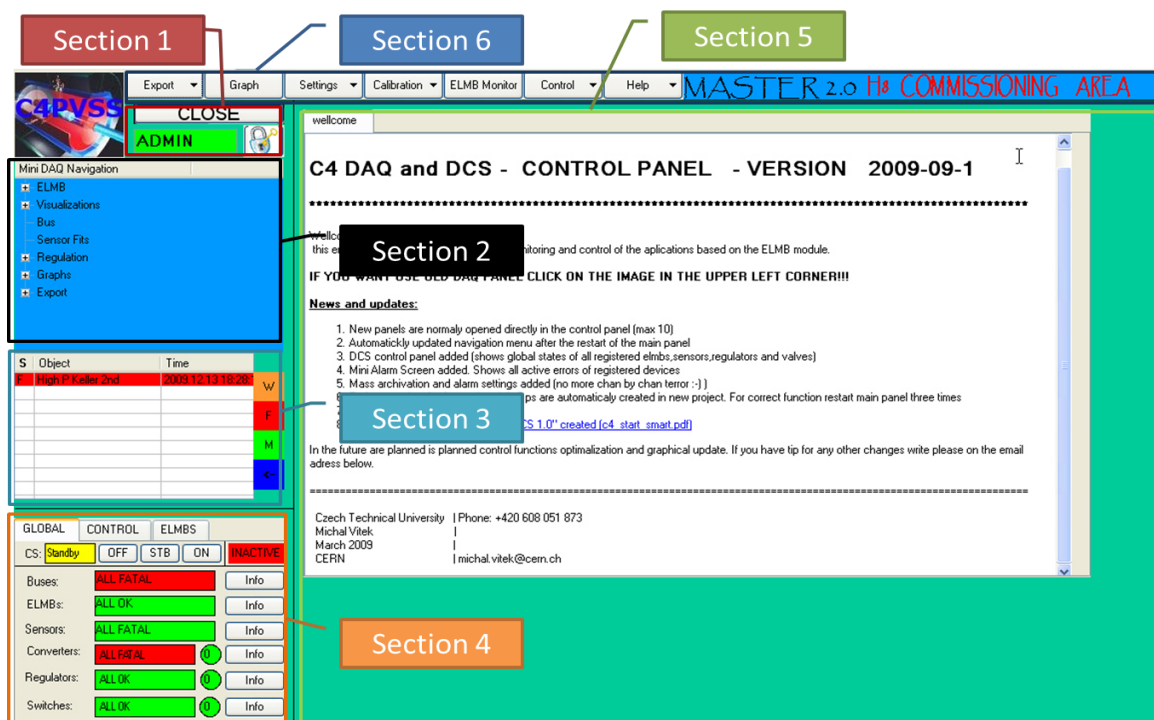 Section 1
Section 6
Section 5
C4PVSS
Export
Graph
Settings
Calibration
ELMB Monitor
Control
Help
MASTER 2.0 H8 COMMISSIONING AREA
CLOSE
ADMIN
welcome
Mini DAQ Navigation
ELMB
Visualizations
Bus
Sensor Fits
Regulation
Graphs
Export
Section 2
C4 DAQ and DCS - CONTROL PANEL - VERSION 2009-09-1
this
nitoring and control of the aplications based on the ELMB module.
IF YOU WANT USE OLD DAQ PANEL CLICK ON THE IMAGE IN THE UPPER LEFT CORNER!!!
News and updates:
1. New panels are normaly opened directly in the control panel (max 10)
2. Automatickly updated navigation menu after the restart of the main panel
3. DCS control panel added (shows global states of all registered elmbs,sensors,regulators and valves)
4. Mini Alarm Screen added. Shows all active errors of registered devices
5. Mass archivation and alarm settings added (no more chan by chan terror :-) )
ps are automaticaly created in new project. For correct function restart main panel three times
CS 1.0" created (c4_start_smart.pdf)
In the future are planned is planned control functions optimalization and graphical update. If you have tip for any other changes write please on the email
adress below.
Czech Technical University | Phone: +420 608 051 873
Michal Vitek |
March 2009 |
CERN | michal.vitek@cern.ch
S Object Time
F High P Keller 2nd 2009.12.13 18:28:
W
F
M
<-
Section 3
GLOBAL CONTROL ELMBS
CS: Standby OFF STB ON INACTIVE
Buses: ALL FATAL Info
ELMBs: ALL OK Info
Sensors: ALL FATAL Info
Converters: ALL FATAL 0 Info
Regulators: ALL OK 0 Info
Switches: ALL OK 0 Info
Section 4